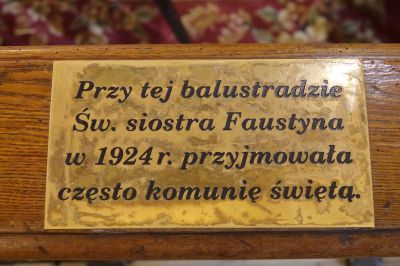 Przy tej balustradzie
Św. siostra Faustyna
w 1924 r. przyjmowała
często komunię świętą.